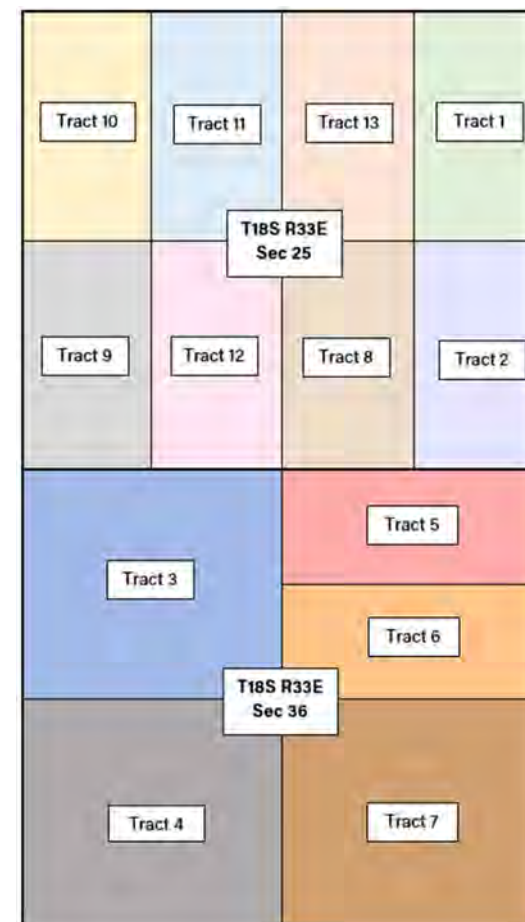 Tract 10
Tract 11
Tract 13
Tract 1
T18S R33E
Sec 25
Tract 9
Tract 12
Tract 8
Tract 2
Tract 5
Tract 3
Tract 6
T18S R33E
Sec 36
Tract 4
Tract 7